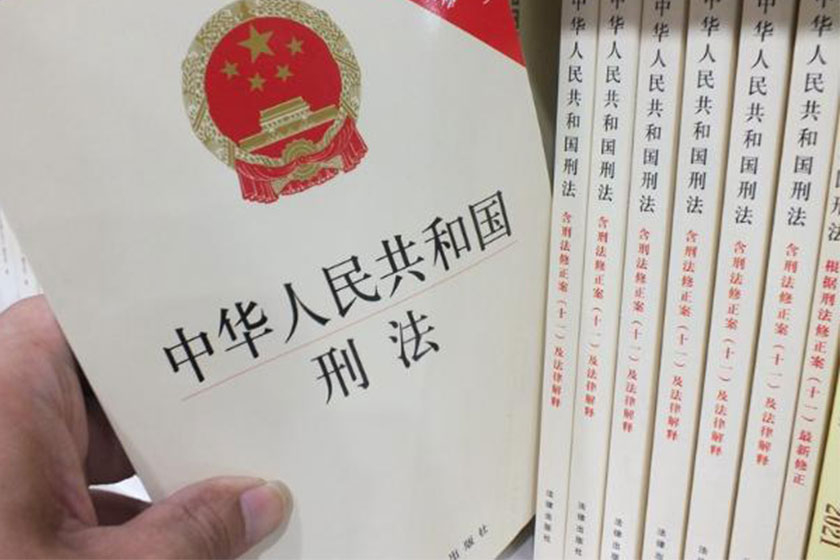 中华人民共和国
刑法
出版社
中华人民共和国刑法
含刑法修正案（十一）及法律解释
法律出版社
中华人民共和国刑法
含刑法修正案（十一）及法律解释
法律出版社
中华人民共和国刑法
含刑法修正案（十一）及法律解释
法律出版社
中华人民共和国刑法
含刑法修正案（十一）及法律解释
法律出版社
中华人民共和国刑法
含刑法修正案（十一）及法律解释
中华人民共和国刑法
含刑法修正案（十一）及法律解释
国刑法
根据刑法修正案（十一）最新修正
2021